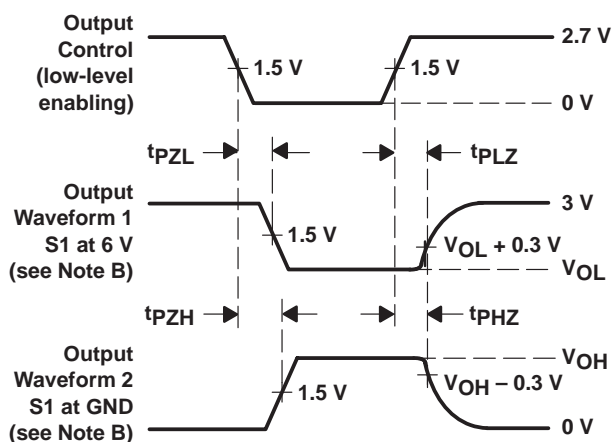 Output
Control
(low-level
enabling)
1.5 V
1.5 V
2.7 V
0 V
tPZL
tPLZ
Output
Waveform 1
S1 at 6 V
(see Note B)
1.5 V
3 V
VOL + 0.3 V
VOL
tPZH
tPHZ
Output
Waveform 2
S1 at GND
(see Note B)
1.5 V
VOH
VOH – 0.3 V
0 V